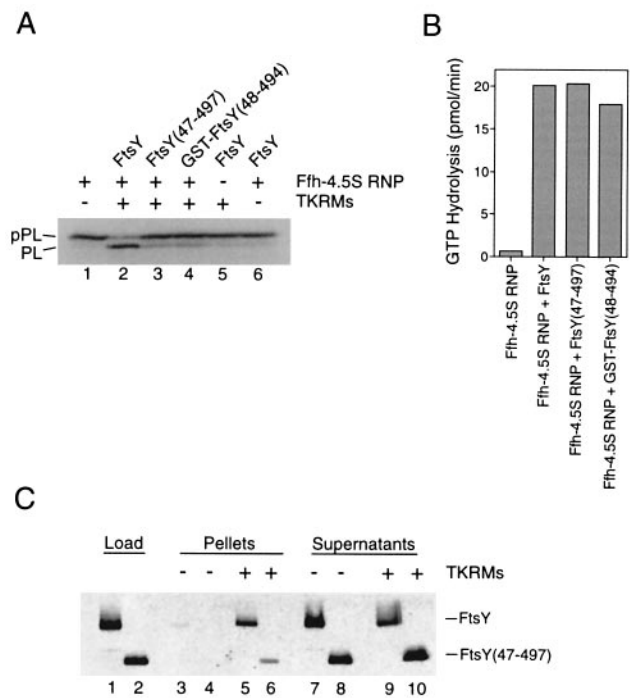 A
FtsY
FtsY(47-497)
GST-FtsY(48-494)
FtsY
FtsY
+ + + + - + Ffh-4.5S RNP
- + + + + - TKRMs
pPL
PL
1 2 3 4 5 6
B
GTP Hydrolysis (pmol/min)
20
15
10
5
0
Ffh-4.5S RNP
Ffh-4.5S RNP + FtsY
Ffh-4.5S RNP + FtsY(47-497)
Ffh-4.5S RNP + GST-FtsY(48-494)
C
Load Pellets Supernatants
- - + + - - + + TKRMs
FtsY
FtsY(47-497)
1 2 3 4 5 6 7 8 9 10